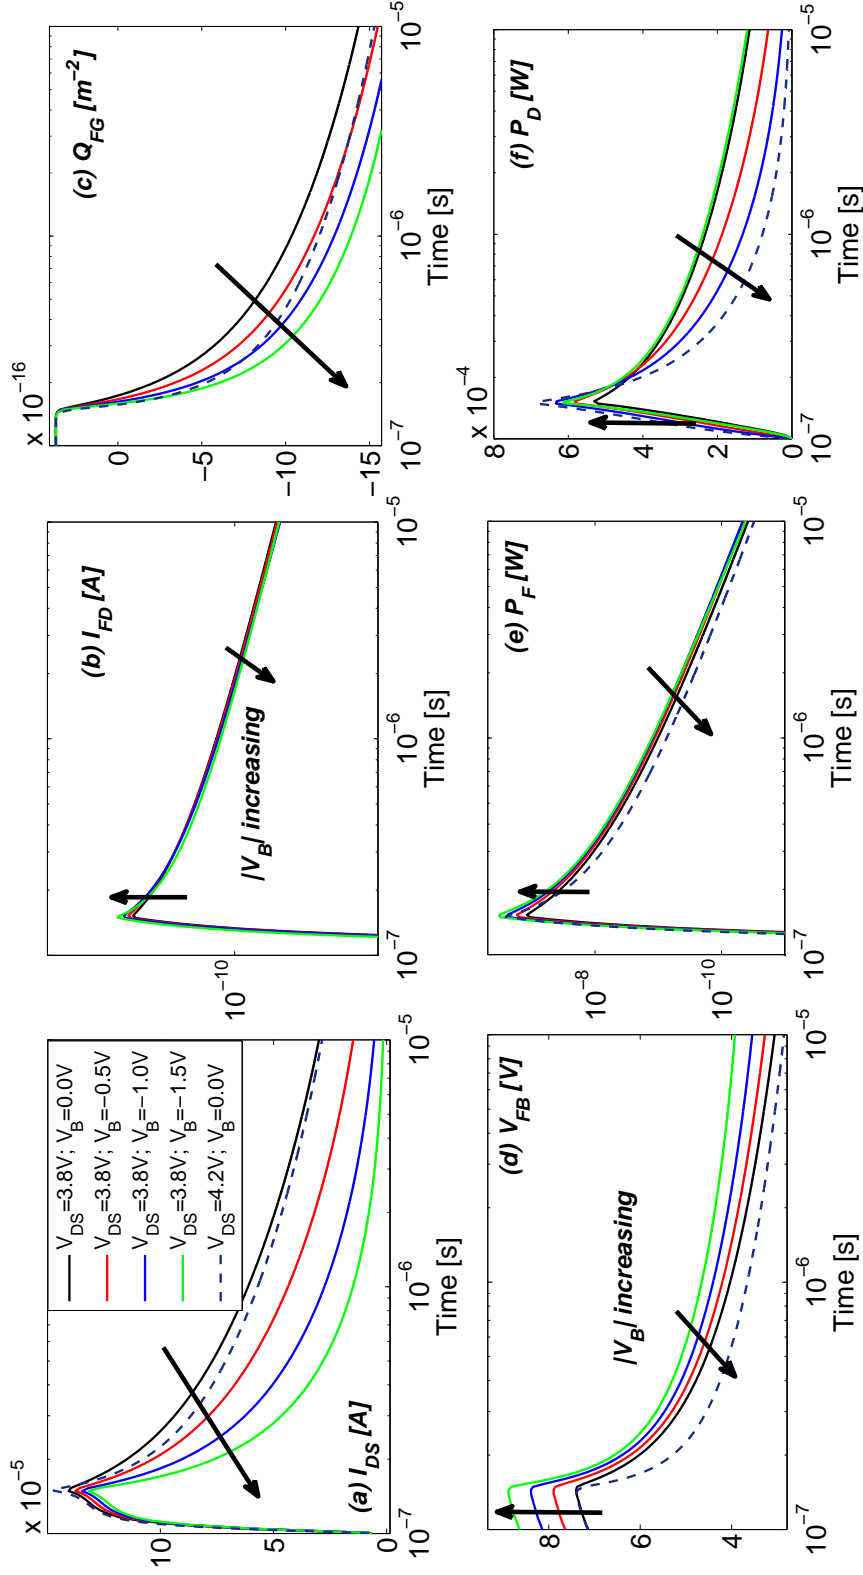 x 10⁻⁵
10
5
0
10⁻⁷
10⁻⁶
10⁻⁵
Time [s]
(a) I_DS [A]
V_DS=3.8V; V_B=0.0V
V_DS=3.8V; V_B=−0.5V
V_DS=3.8V; V_B=−1.0V
V_DS=3.8V; V_B=−1.5V
V_DS=4.2V; V_B=0.0V
(b) I_FD [A]
|V_B| increasing
10⁻¹⁰
10⁻⁷
10⁻⁶
10⁻⁵
Time [s]
x 10⁻¹⁶
(c) Q_FG [m⁻²]
0
−5
−10
−15
10⁻⁷
10⁻⁶
10⁻⁵
Time [s]
(d) V_FB [V]
|V_B| increasing
8
6
4
10⁻⁷
10⁻⁶
10⁻⁵
Time [s]
(e) P_F [W]
10⁻⁸
10⁻¹⁰
10⁻⁷
10⁻⁶
10⁻⁵
Time [s]
x 10⁻⁴
(f) P_D [W]
8
6
4
2
0
10⁻⁷
10⁻⁶
10⁻⁵
Time [s]